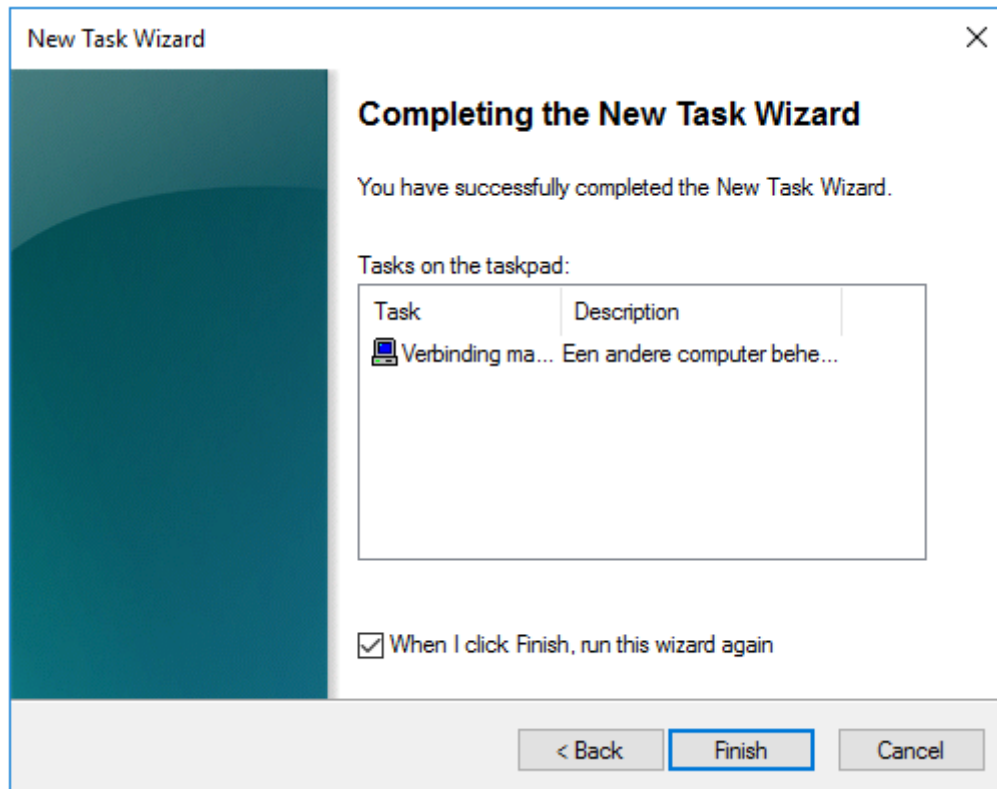 New Task Wizard
Completing the New Task Wizard
You have successfully completed the New Task Wizard.
Tasks on the taskpad:
Task Description
Verbinding ma... Een andere computer behe...
When I click Finish, run this wizard again
< Back Finish Cancel